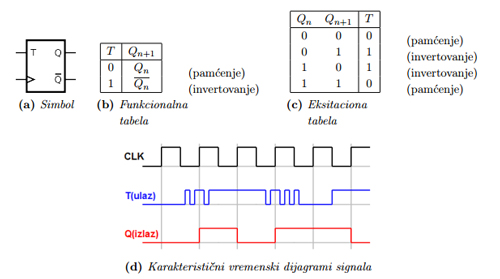 T Q
Q̅
(a) Simbol
T Qn+1
0 Qn (pamćenje)
1 Q̅n (invertovanje)
(b) Funkcionalna
tabela
Qn Qn+1 T
0 0 0 (pamćenje)
0 1 1 (invertovanje)
1 0 1 (invertovanje)
1 1 0 (pamćenje)
(c) Eksitaciona
tabela
CLK
T(ulaz)
Q(izlaz)
(d) Karakteristični vremenski dijagrami signala